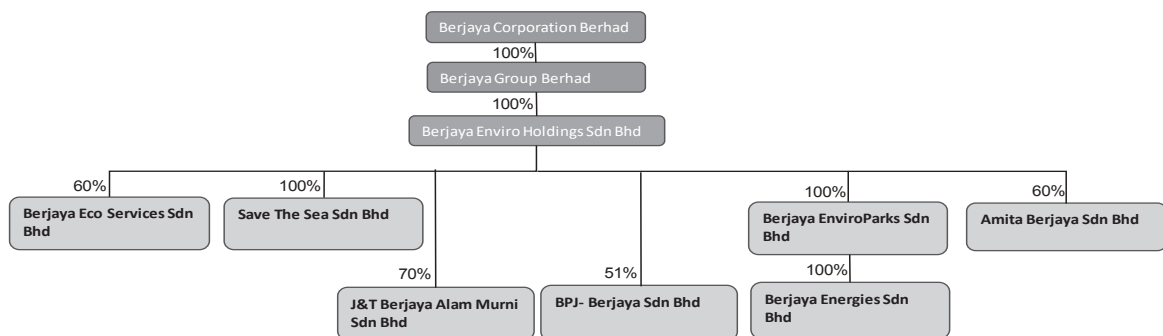 Berjaya Corporation Berhad
100%
Berjaya Group Berhad
100%
Berjaya Enviro Holdings Sdn Bhd
60%
Berjaya Eco Services Sdn
Bhd
100%
Save The Sea Sdn Bhd
100%
Berjaya EnviroParks Sdn
Bhd
60%
Amita Berjaya Sdn Bhd
70%
J&T Berjaya Alam Murni
Sdn Bhd
51%
BPJ- Berjaya Sdn Bhd
100%
Berjaya Energies Sdn
Bhd